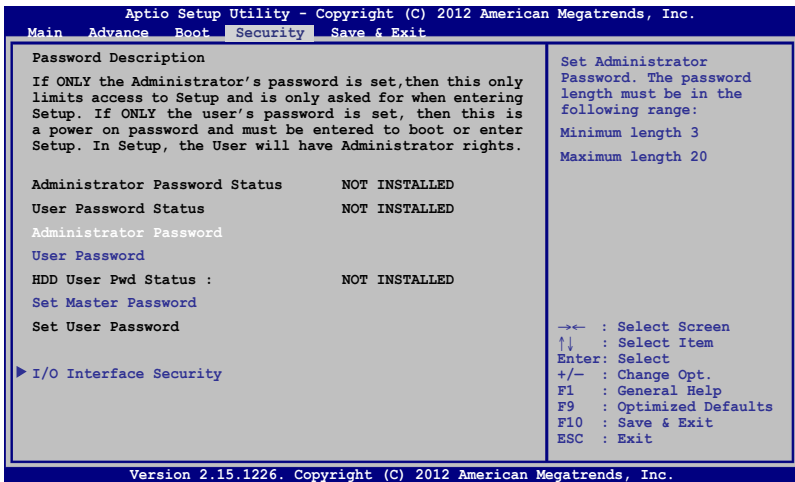 Aptio Setup Utility - Copyright (C) 2012 American Megatrends, Inc.
Main Advance Boot Security Save & Exit
Password Description
If ONLY the Administrator's password is set,then this only
limits access to Setup and is only asked for when entering
Setup. If ONLY the user's password is set, then this is
a power on password and must be entered to boot or enter
Setup. In Setup, the User will have Administrator rights.
Administrator Password Status NOT INSTALLED
User Password Status NOT INSTALLED
Administrator Password
User Password
HDD User Pwd Status : NOT INSTALLED
Set Master Password
Set User Password
I/O Interface Security
Set Administrator
Password. The password
length must be in the
following range:
Minimum length 3
Maximum length 20
→← : Select Screen
↑↓ : Select Item
Enter: Select
+/— : Change Opt.
F1 : General Help
F9 : Optimized Defaults
F10 : Save & Exit
ESC : Exit
Version 2.15.1226. Copyright (C) 2012 American Megatrends, Inc.